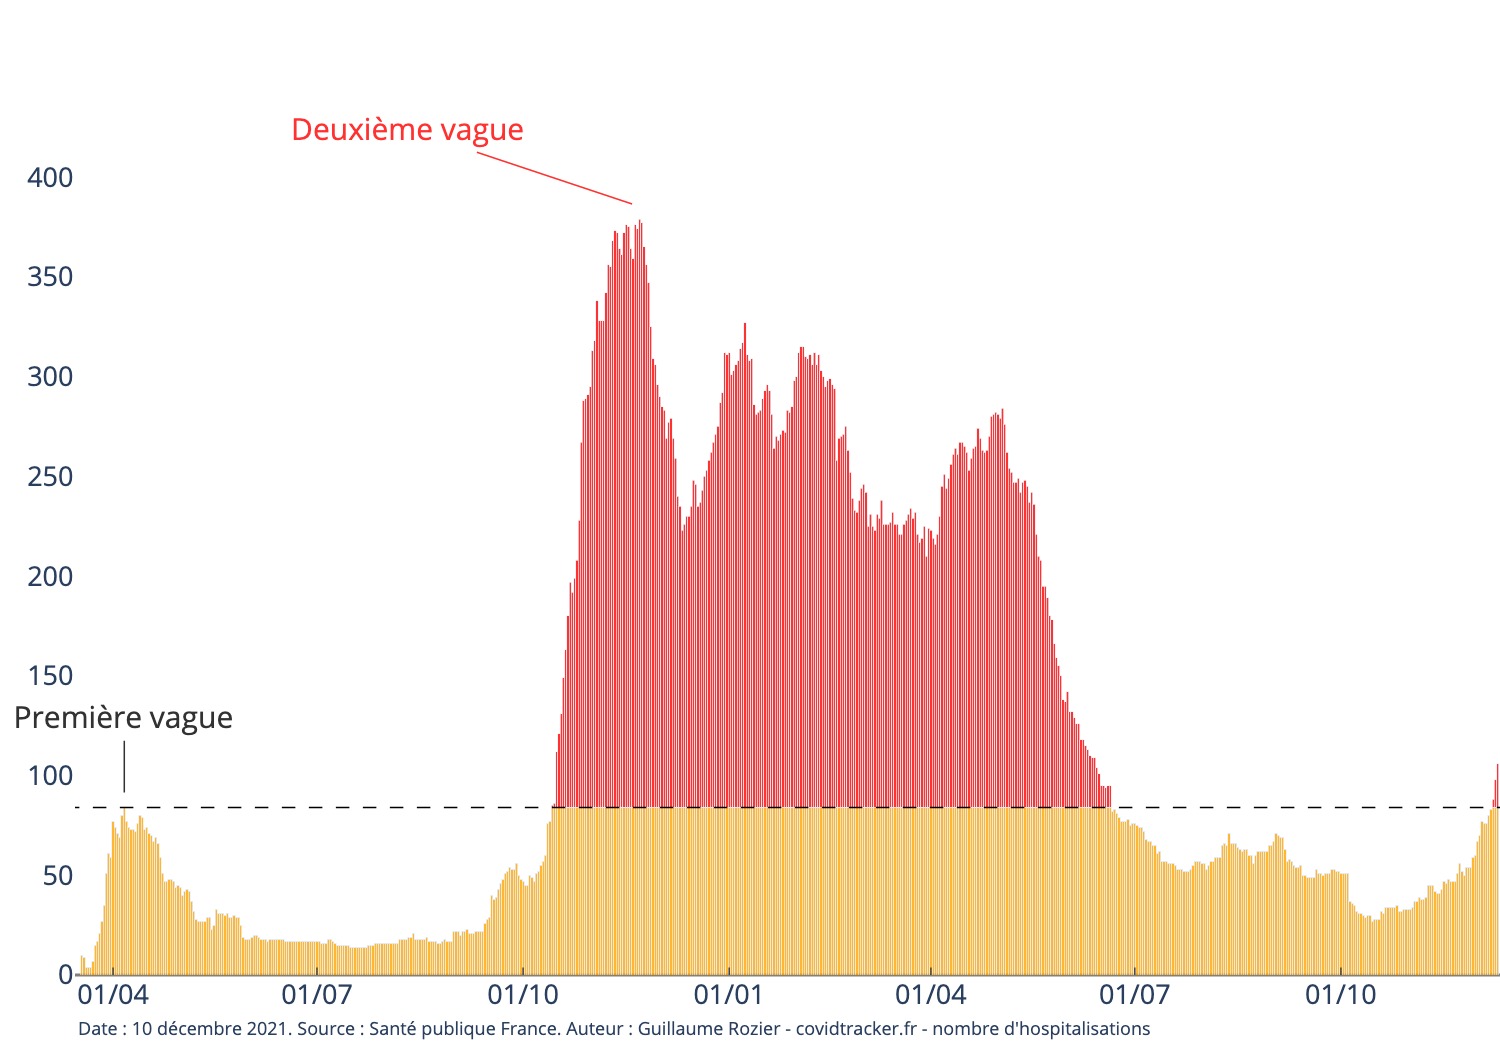 Deuxième vague
400
350
300
250
200
150
Première vague
100
50
0
01/04 01/07 01/10 01/01 01/04 01/07 01/10
Date : 10 décembre 2021. Source : Santé publique France. Auteur : Guillaume Rozier - covidtracker.fr - nombre d'hospitalisations